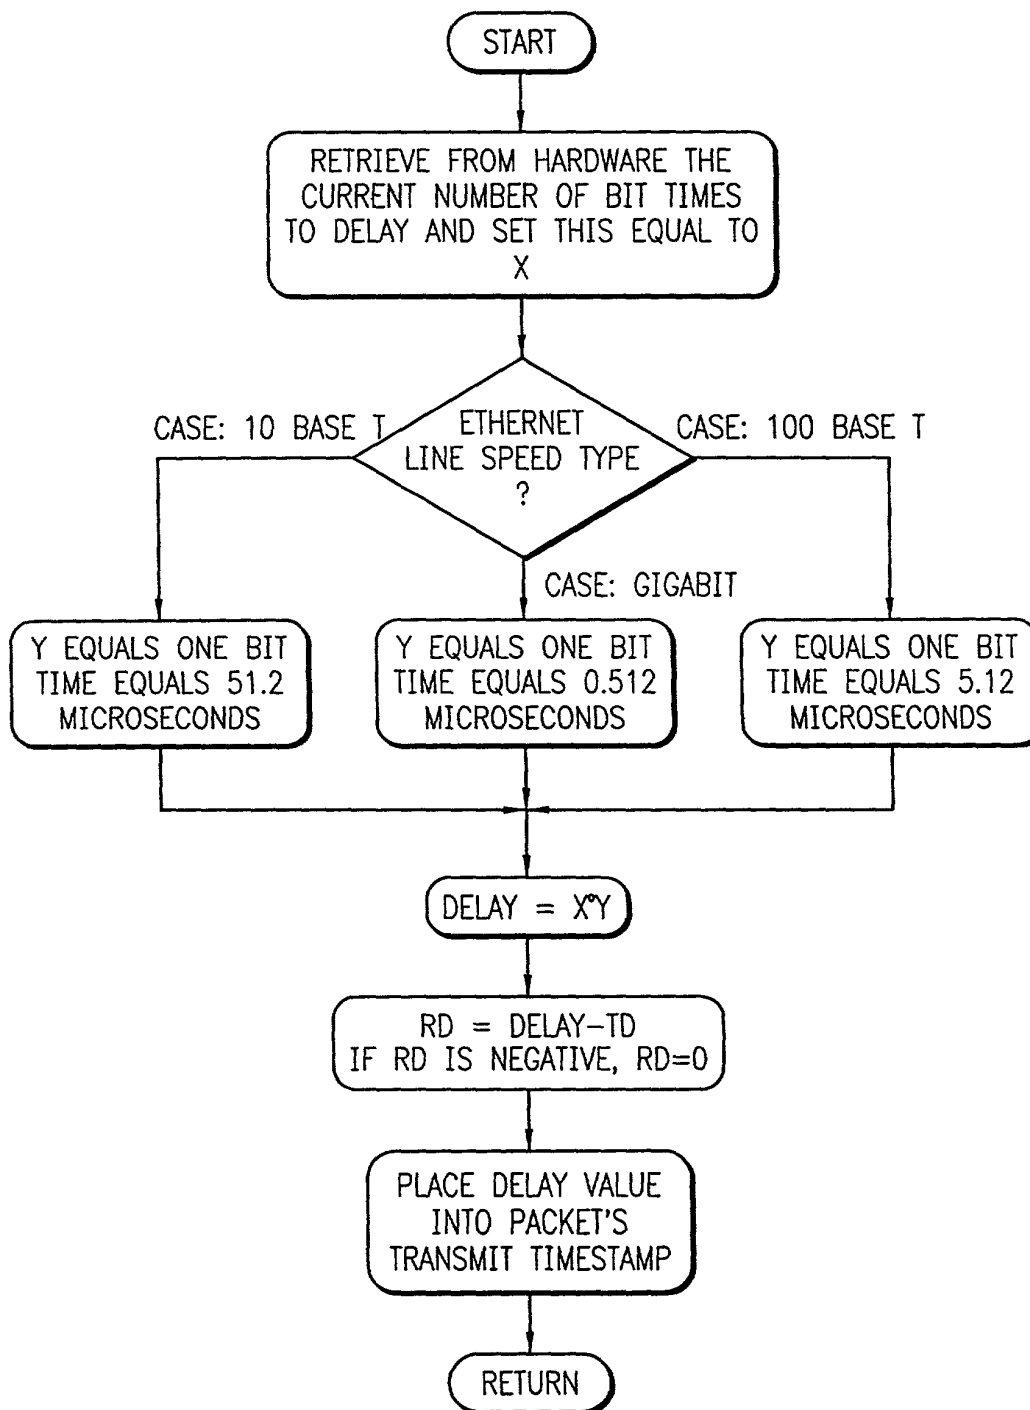 START
RETRIEVE FROM HARDWARE THE
CURRENT NUMBER OF BIT TIMES
TO DELAY AND SET THIS EQUAL TO
X
CASE: 10 BASE T
ETHERNET
LINE SPEED TYPE
?
CASE: 100 BASE T
CASE: GIGABIT
Y EQUALS ONE BIT
TIME EQUALS 51.2
MICROSECONDS
Y EQUALS ONE BIT
TIME EQUALS 0.512
MICROSECONDS
Y EQUALS ONE BIT
TIME EQUALS 5.12
MICROSECONDS
DELAY = X°Y
RD = DELAY-TD
IF RD IS NEGATIVE, RD=0
PLACE DELAY VALUE
INTO PACKET'S
TRANSMIT TIMESTAMP
RETURN